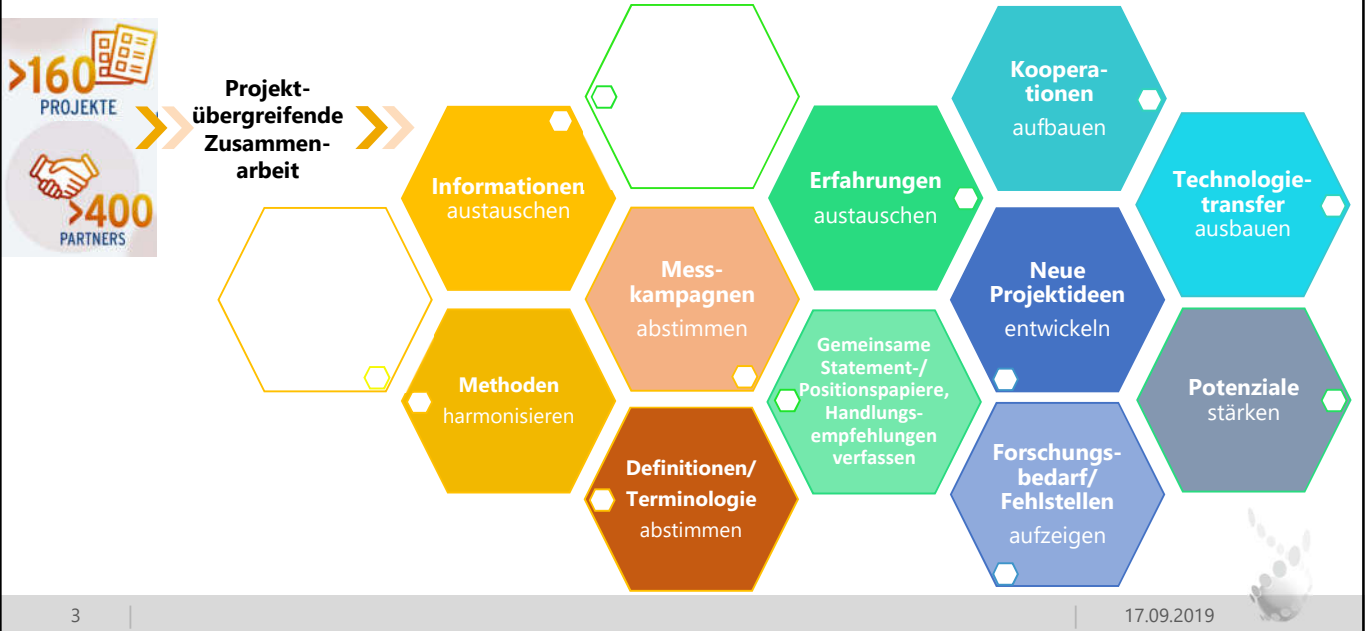 >160
PROJEKTE
>400
PARTNERS
Projekt-
übergreifende
Zusammen-
arbeit
Informationen
austauschen
Methoden
harmonisieren
Mess-
kampagnen
abstimmen
Definitionen/
Terminologie
abstimmen
Erfahrungen
austauschen
Gemeinsame
Statement-/
Positionspapiere,
Handlungs-
empfehlungen
verfassen
Koopera-
tionen
aufbauen
Neue
Projektideen
entwickeln
Forschungs-
bedarf/
Fehlstellen
aufzeigen
Technologie-
transfer
ausbauen
Potenziale
stärken
3
17.09.2019